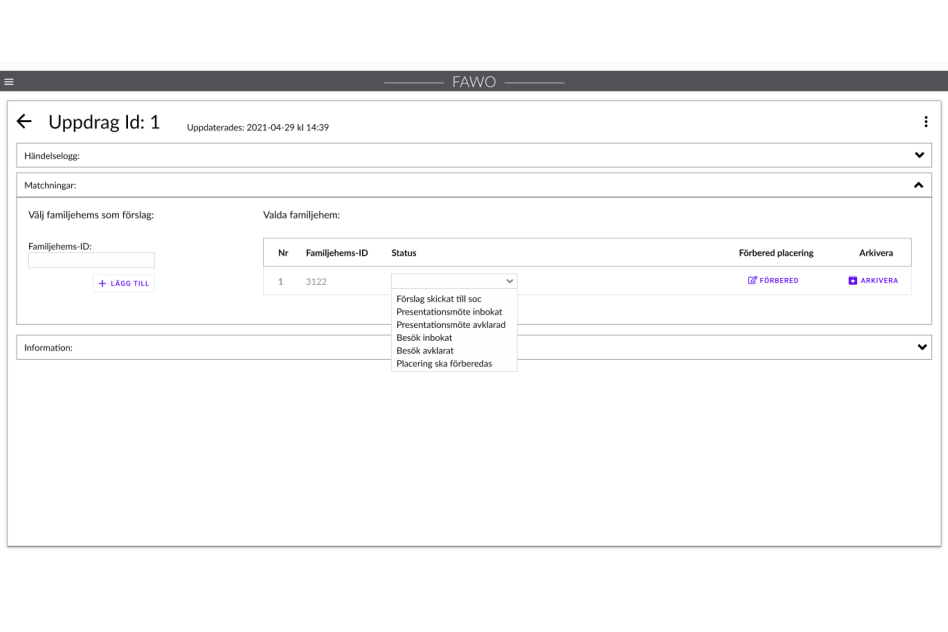 FAWO
Uppdrag Id: 1
Uppdaterades: 2021-04-29 kl 14:39
Händelselogg:
Matchningar:
Välj familjehems som förslag:
Valda familjehem:
Familjehems-ID:
LÄGG TILL
Nr Familjehems-ID Status Förbered placering Arkivera
1 3122 FÖRBERED ARKIVERA
Förslag skickat till soc
Presentationsmöte inbokat
Presentationsmöte avklarad
Besök inbokat
Besök avklarat
Placering ska förberedas
Information: